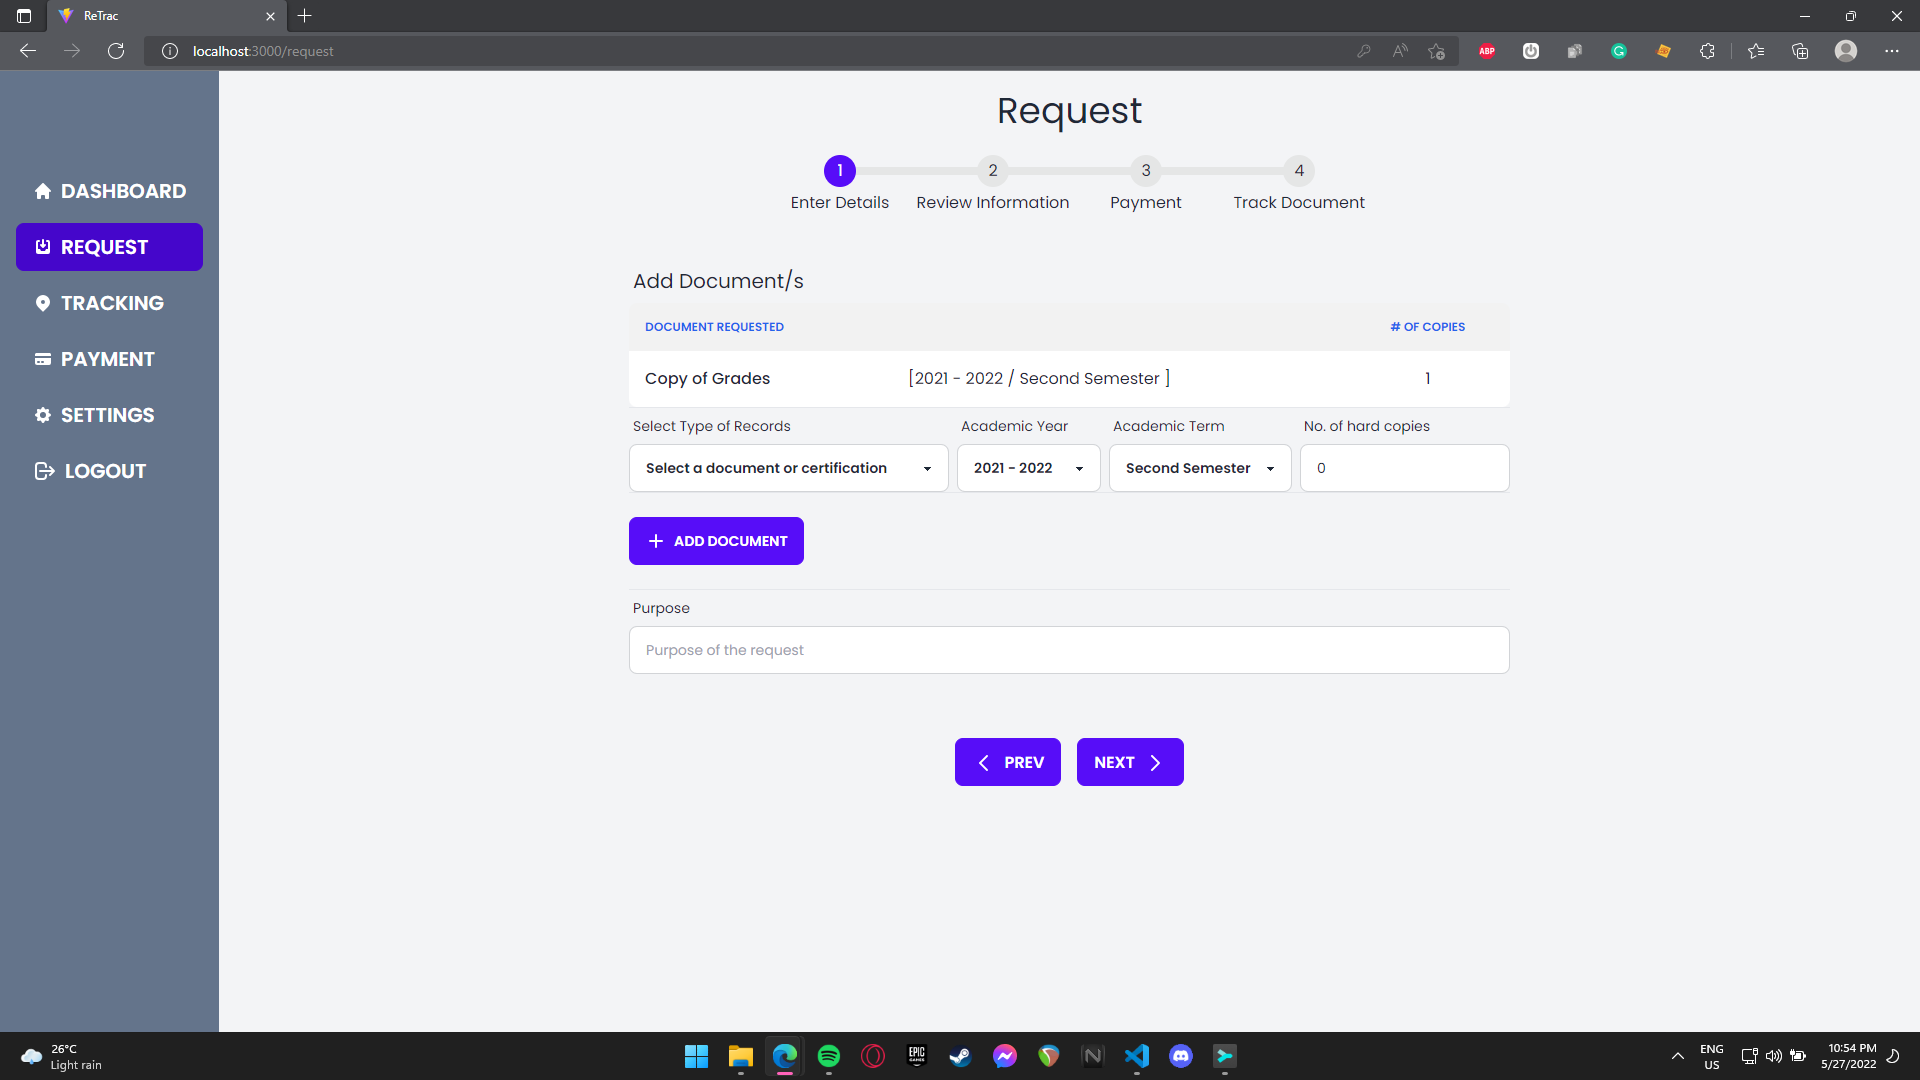 ReTrac
localhost:3000/request
ABP
Request
1 2 3 4
Enter Details Review Information Payment Track Document
DASHBOARD
REQUEST
TRACKING
PAYMENT
SETTINGS
LOGOUT
Add Document/s
DOCUMENT REQUESTED # OF COPIES
Copy of Grades [2021 - 2022 / Second Semester ] 1
Select Type of Records Academic Year Academic Term No. of hard copies
Select a document or certification 2021 - 2022 Second Semester 0
ADD DOCUMENT
Purpose
Purpose of the request
PREV NEXT
26°C
Light rain
EPIC
GAMES
N
ENG
US
10:54 PM
5/27/2022